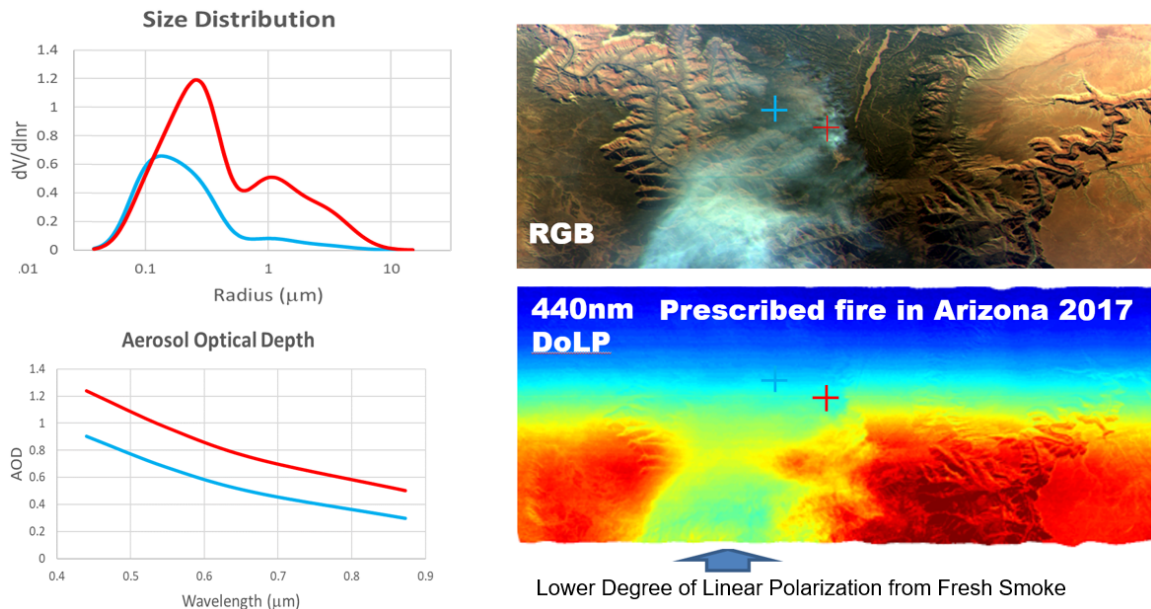 Size Distribution
1.4
1.2
1
0.8
0.6
0.4
0.2
0
dV/dlnr
.01
0.1
1
10
Radius (μm)
Aerosol Optical Depth
1.4
1.2
1
0.8
0.6
0.4
0.2
0
AOD
0.4
0.5
0.6
0.7
0.8
0.9
Wavelength (μm)
RGB
440nm Prescribed fire in Arizona 2017
DoLP
Lower Degree of Linear Polarization from Fresh Smoke